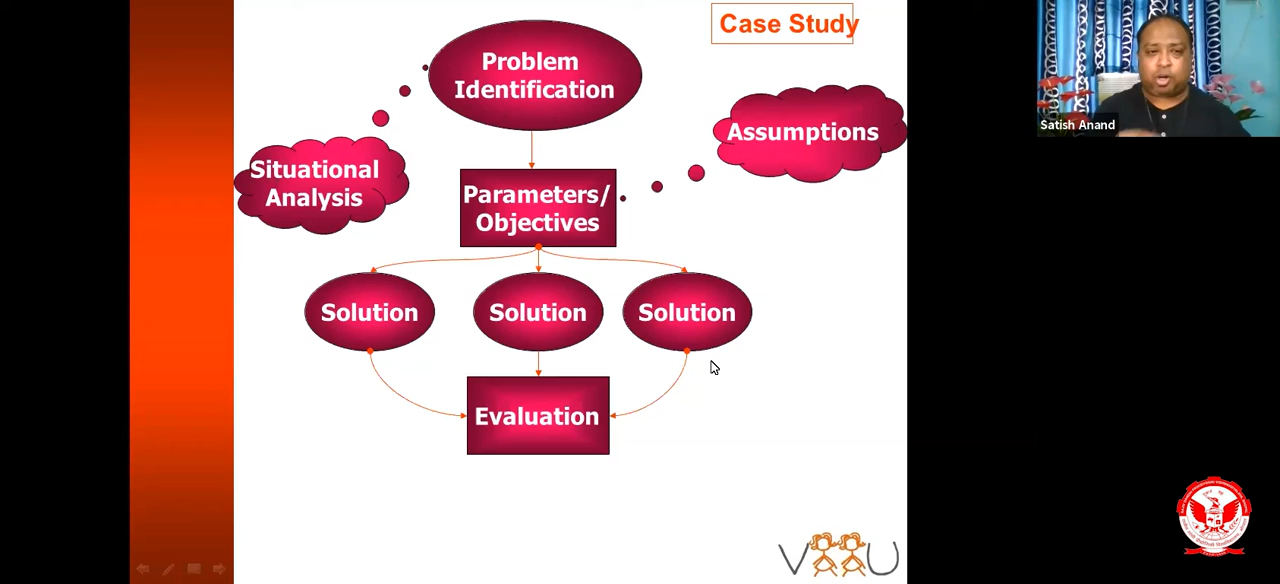 Case Study
Problem
Identification
Assumptions
Situational
Analysis
Parameters/
Objectives
Solution
Solution
Solution
Evaluation
Satish Anand
V U